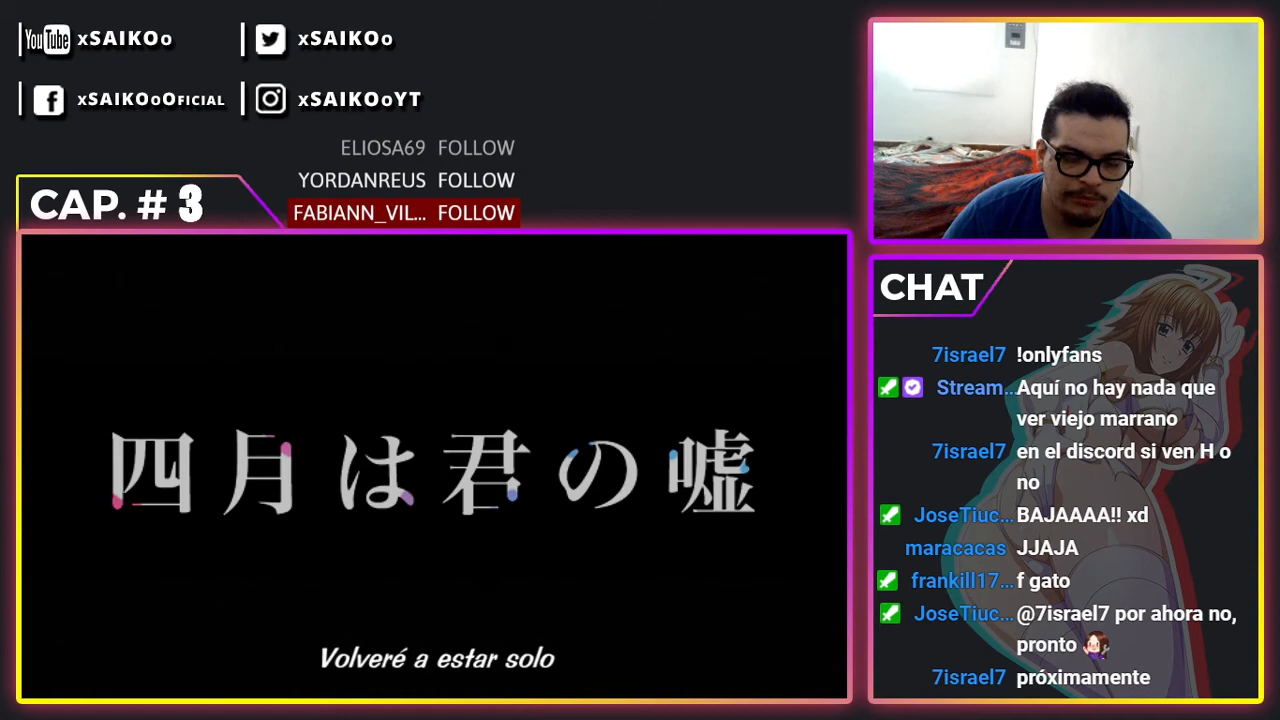 YouTube xSAIKOo
xSAIKOo
xSAIKOoOficial
xSAIKOoYT
ELIOSA69 FOLLOW
YORDANREUS FOLLOW
FABIANN_VIL... FOLLOW
CAP. # 3
四月は君の嘘
Volveré a estar solo
CHAT
7israel7 !onlyfans
Stream... Aquí no hay nada que
ver viejo marrano
7israel7 en el discord si ven H o
no
JoseTiuc... BAJAAAA!! xd
maracacas JJAJA
frankill17... f gato
JoseTiuc... @7israel7 por ahora no,
pronto
7israel7 próximamente